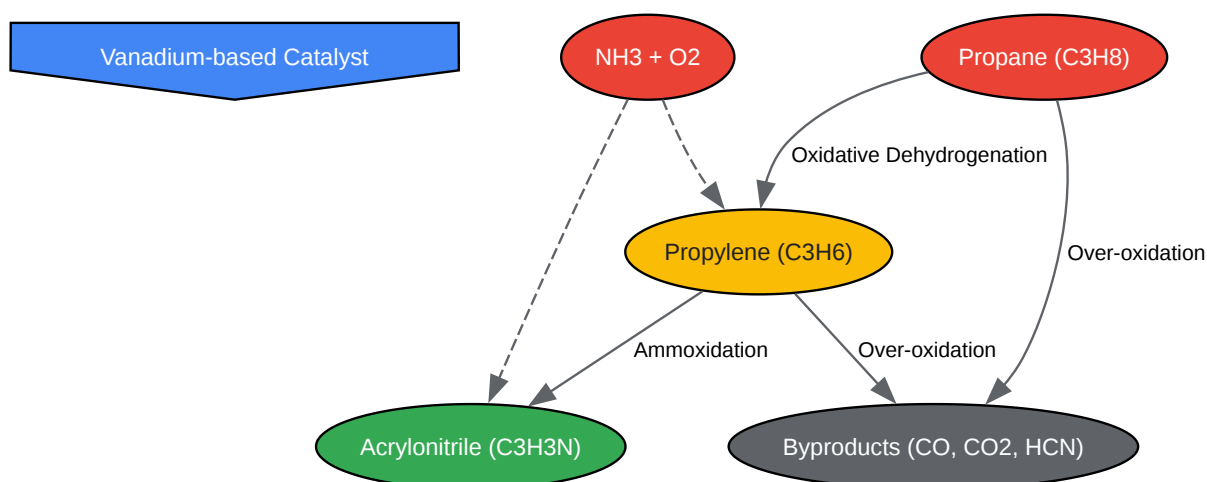 Vanadium-based Catalyst
NH3 + O2
Propane (C3H8)
Oxidative Dehydrogenation
Propylene (C3H6)
Over-oxidation
Ammoxidation
Over-oxidation
Acrylonitrile (C3H3N)
Byproducts (CO, CO2, HCN)